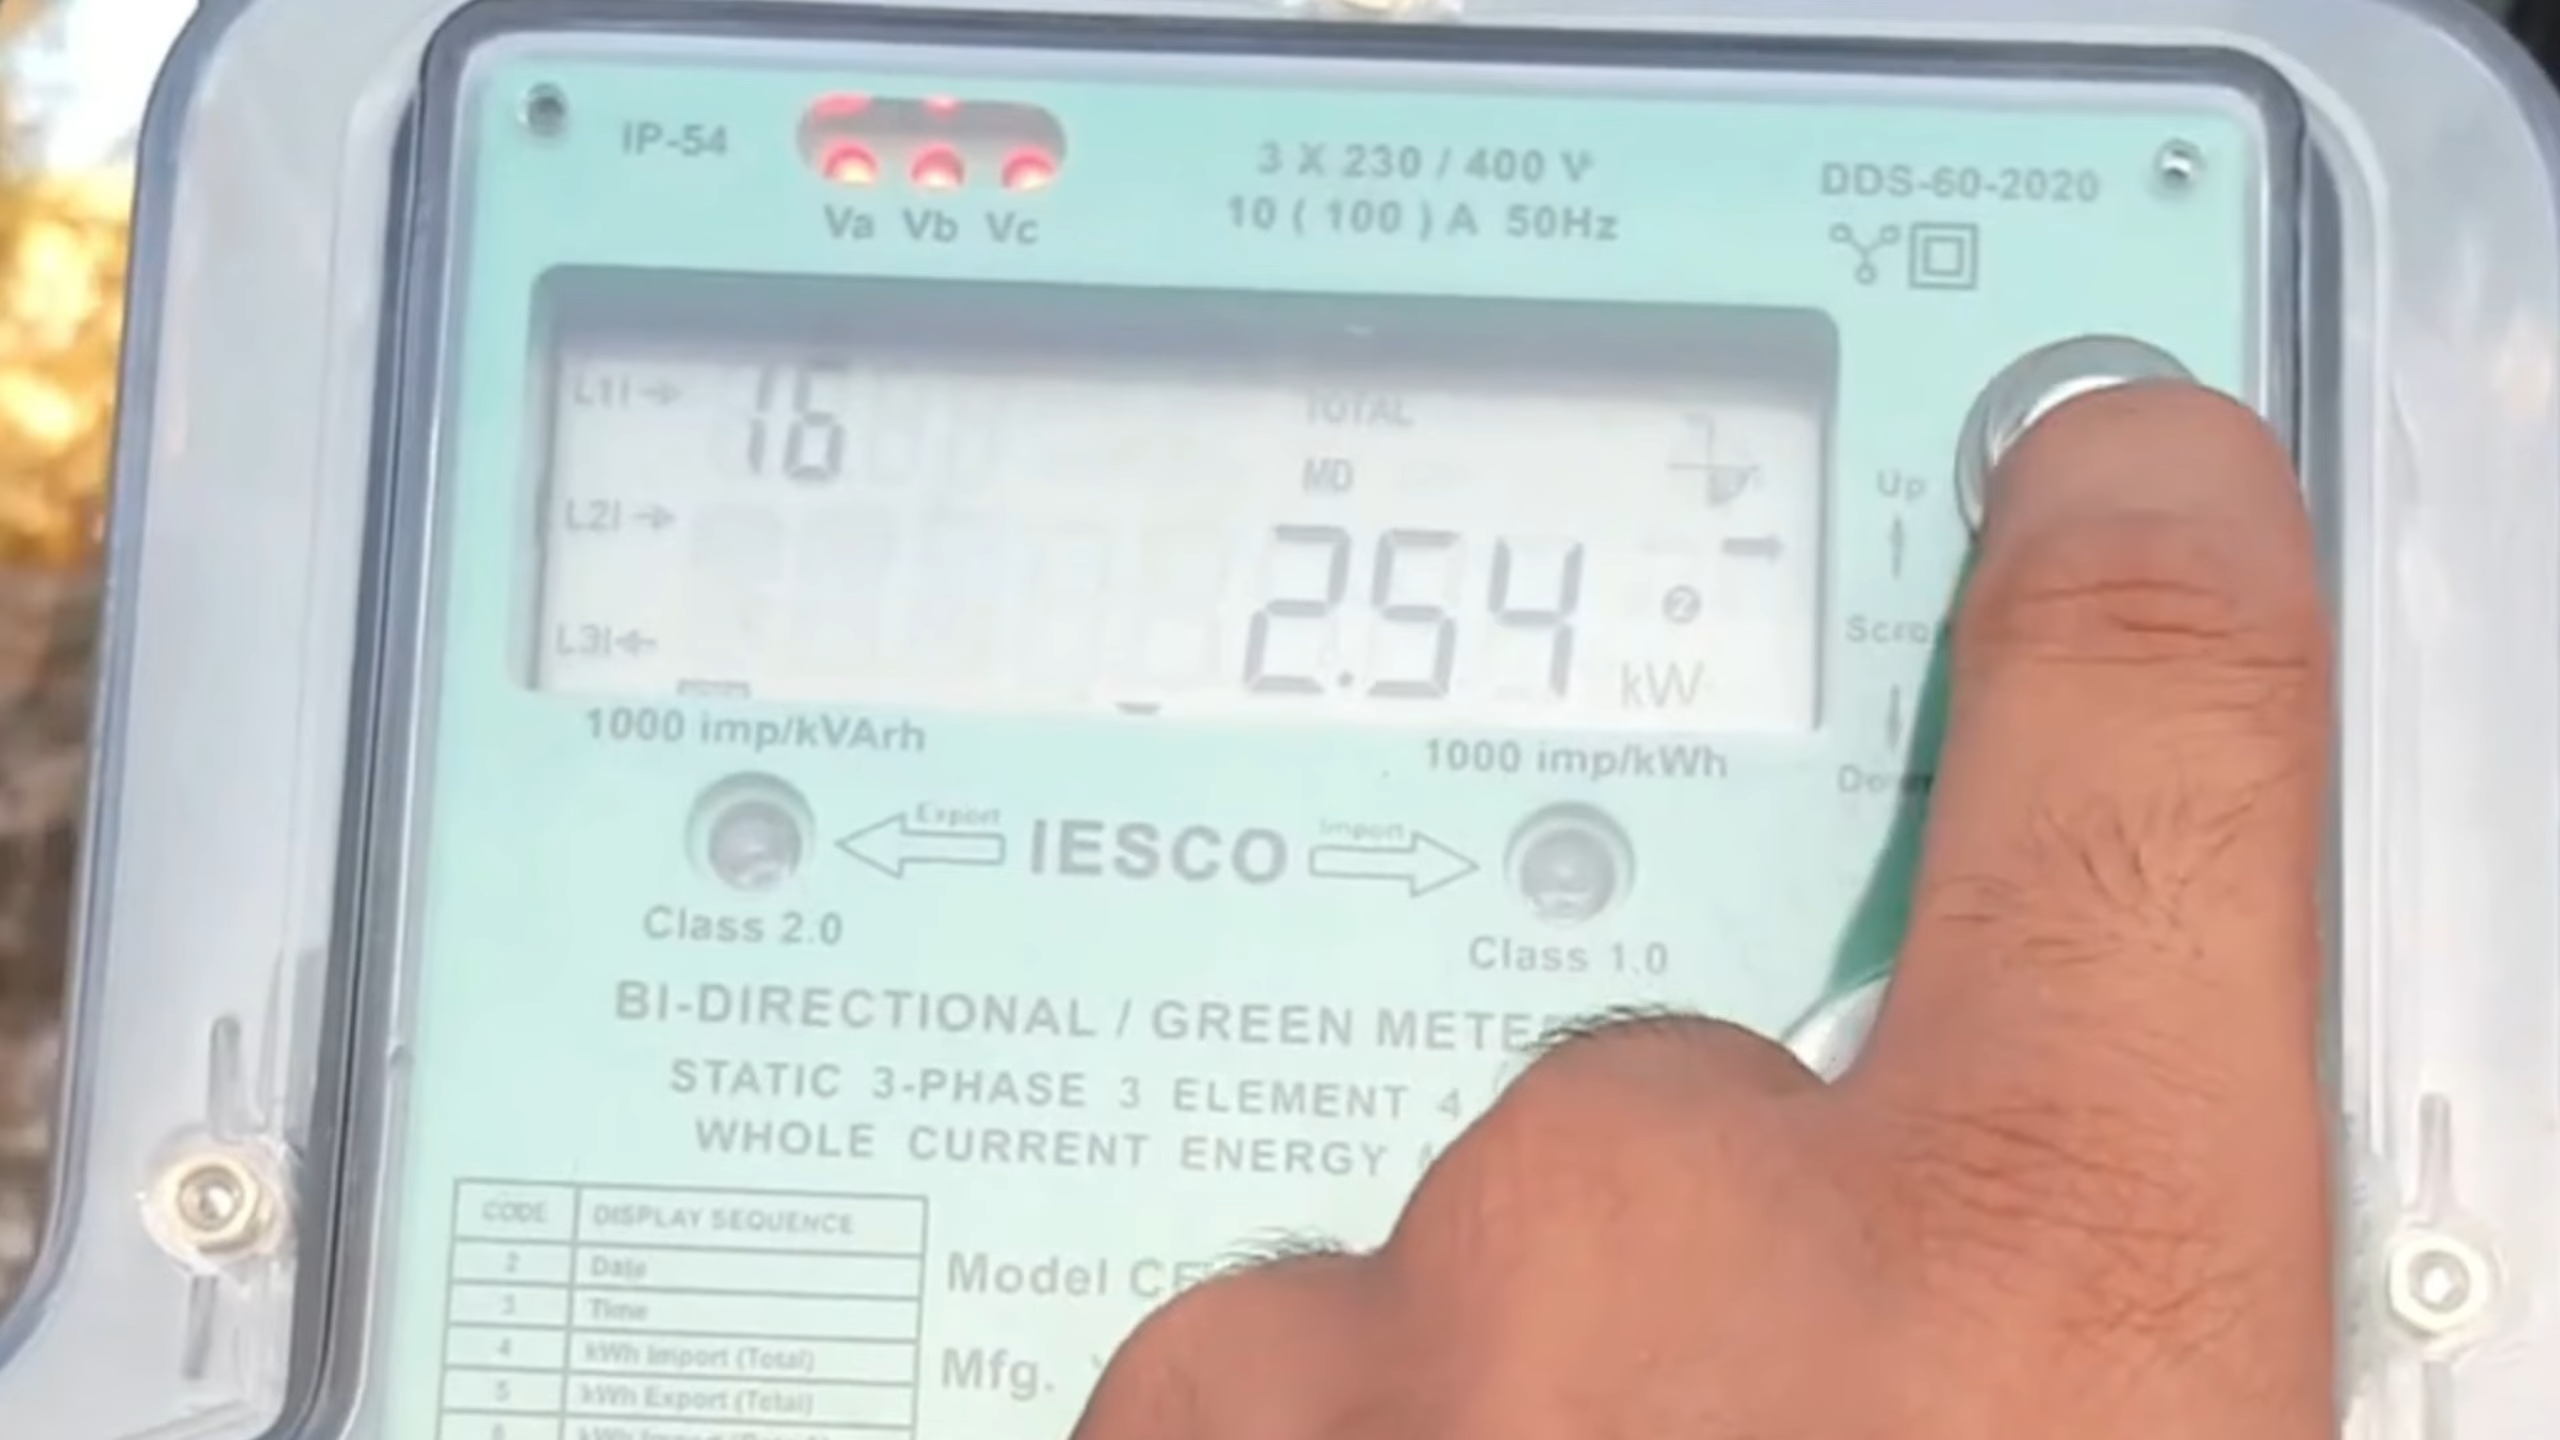 IP-54
Va Vb Vc
3 X 230 / 400 V
10 ( 100 ) A 50Hz
DDS-60-2020
L1I
16
TOTAL
MD
L2I
2.54
2
kW
L3I
Up
Down
1000 imp/kVArh
1000 imp/kWh
Export
IESCO
Import
Class 2.0
Class 1.0
BI-DIRECTIONAL / GREEN METER
STATIC 3-PHASE 3 ELEMENT 4
WHOLE CURRENT ENERGY
CODE DISPLAY SEQUENCE
2 Date
3 Time
4 kWh Import (Total)
5 kWh Export (Total)
Model
Mfg.